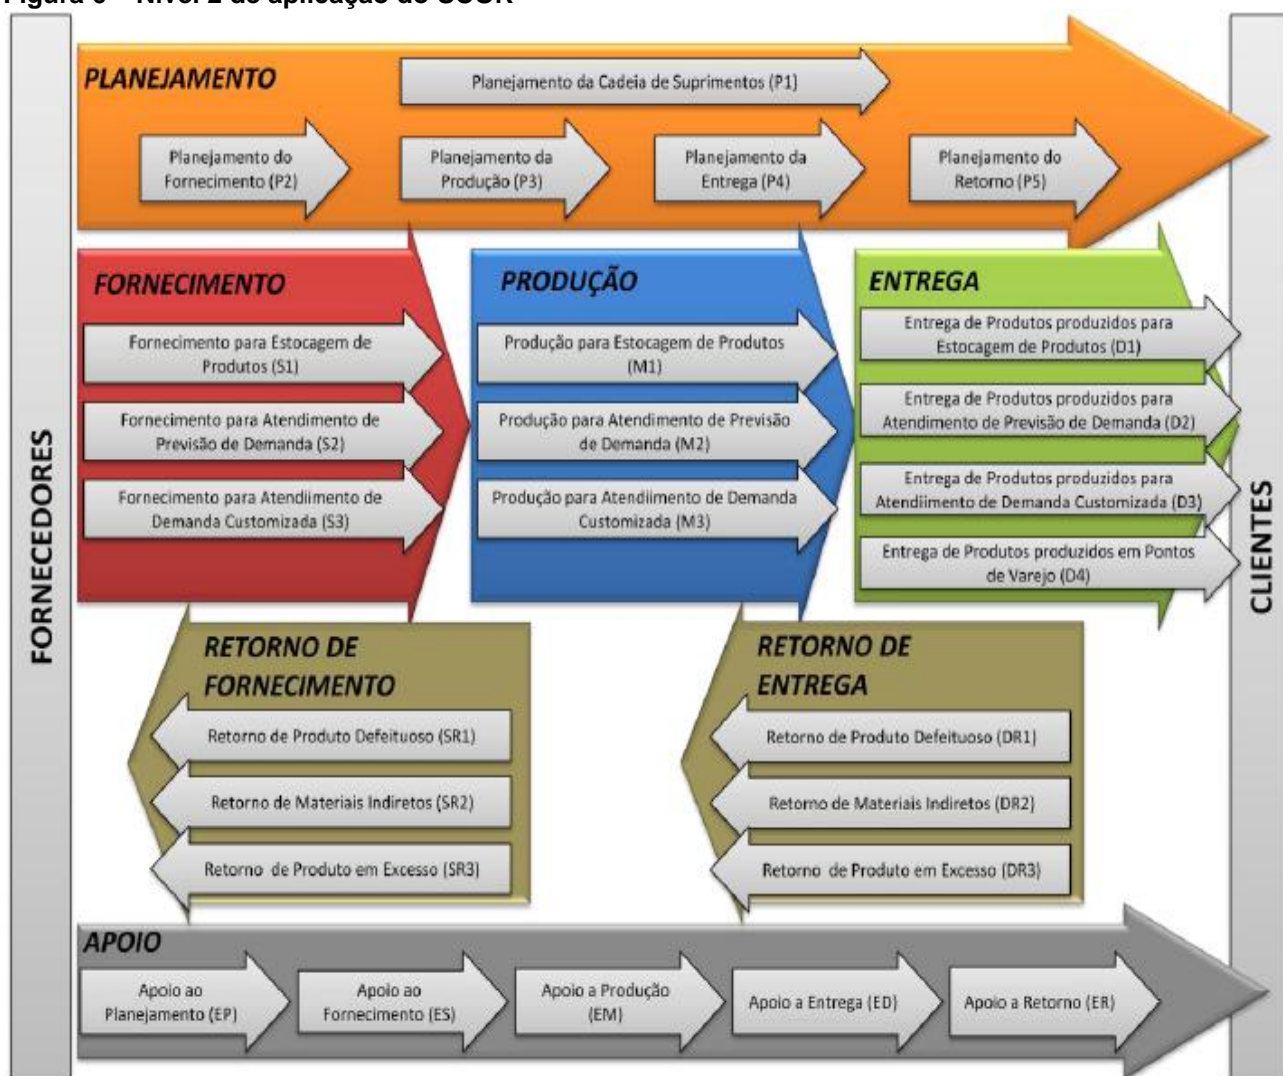 PLANEJAMENTO
Planejamento da Cadeia de Suprimentos (P1)
Planejamento do
Fornecimento (P2)
Planejamento da
Produção (P3)
Planejamento da
Entrega (P4)
Planejamento do
Retorno (P5)
FORNECEDORES
FORNECIMENTO
Fornecimento para Estocagem de
Produtos (S1)
Fornecimento para Atendimento de
Previsão de Demanda (S2)
Fornecimento para Atendiimento de
Demanda Customizada (S3)
PRODUÇÃO
Produção para Estocagem de Produtos
(M1)
Produção para Atendimento de Previsão
de Demanda (M2)
Produção para Atendiimento de Demanda
Customizada (M3)
ENTREGA
Entrega de Produtos produzidos para
Estocagem de Produtos (D1)
Entrega de Produtos produzidos para
Atendimento de Previsão de Demanda (D2)
Entrega de Produtos produzidos para
Atendiimento de Demanda Customizada (D3)
Entrega de Produtos produzidos em Pontos
de Varejo (D4)
CLIENTES
RETORNO DE
FORNECIMENTO
Retorno de Produto Defeituoso (SR1)
Retorno de Materiais Indiretos (SR2)
Retorno de Produto em Excesso (SR3)
RETORNO DE
ENTREGA
Retorno de Produto Defeituoso (DR1)
Retorno de Materiais Indiretos (DR2)
Retorno de Produto em Excesso (DR3)
APOIO
Apoio ao
Planejamento (EP)
Apoio ao
Fornecimento (ES)
Apoio a Produção
(EM)
Apoio a Entrega (ED)
Apoio a Retorno (ER)